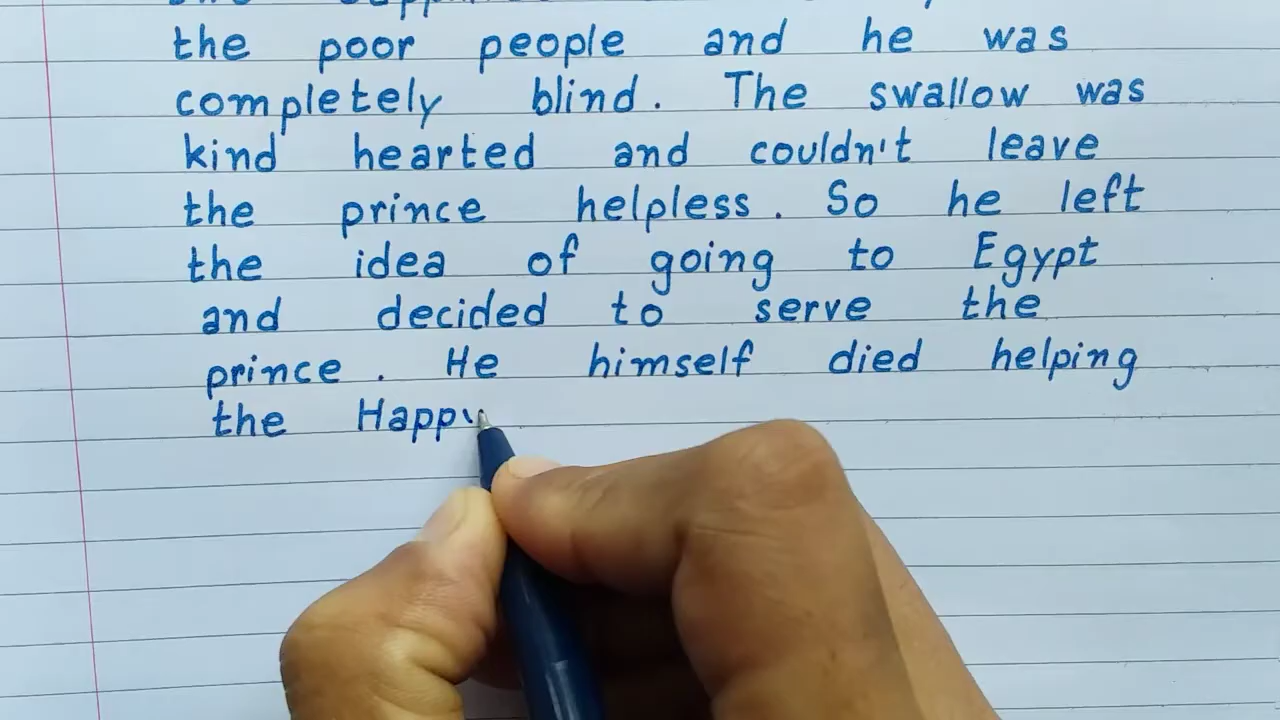 the poor people and he was
completely blind. The swallow was
kind hearted and couldn't leave
the prince helpless. So he left
the idea of going to Egypt
and decided to serve the
prince. He himself died helping
the Happy